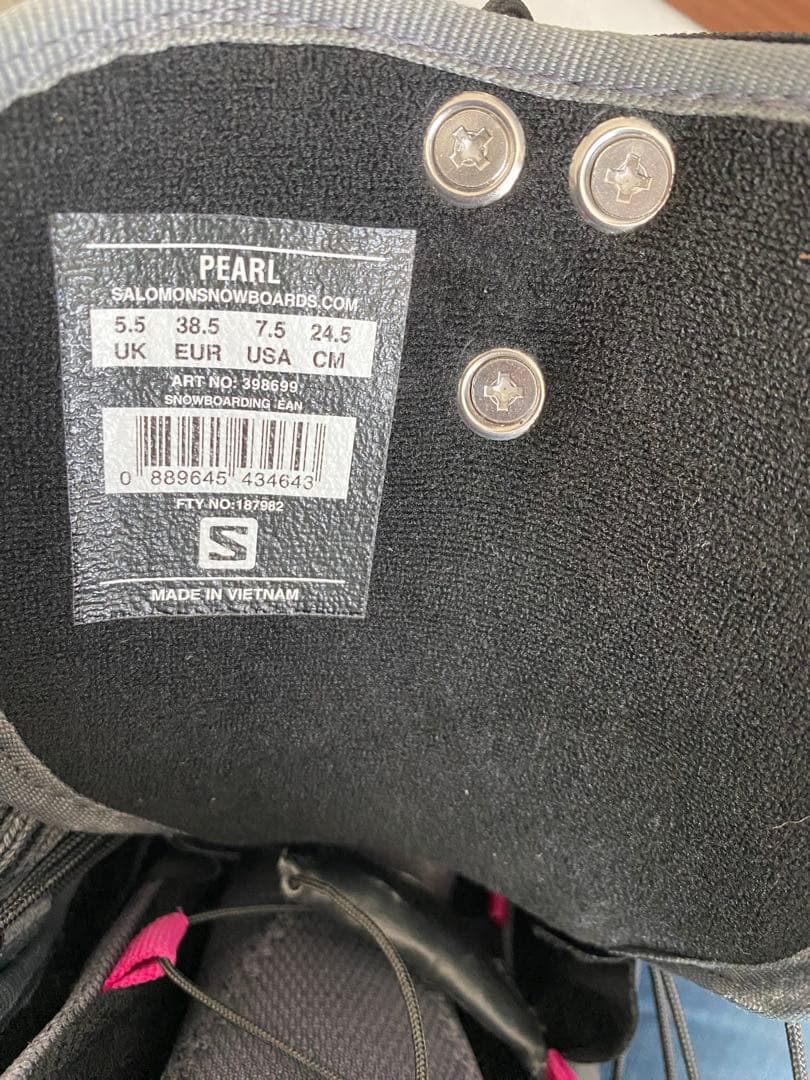 PEARL
SALOMONSNOWBOARDS.COM
5.5 38.5 7.5 24.5
UK EUR USA CM
ART NO: 398699
SNOWBOARDING EAN
0 889645 434643
FTY NO:187982
S
MADE IN VIETNAM